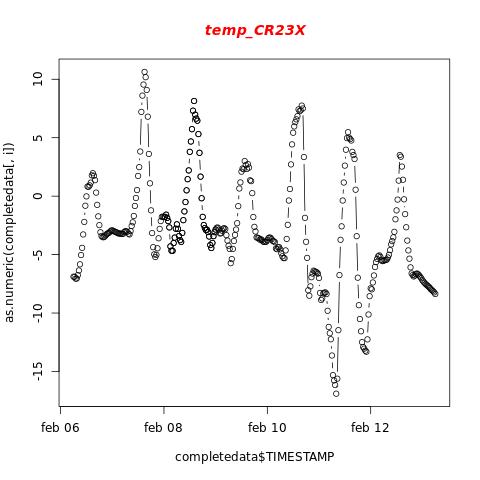 temp_CR23X
as.numeric(completedata[, i])
10
5
0
-5
-10
-15
feb 06
feb 08
feb 10
feb 12
completedata$TIMESTAMP